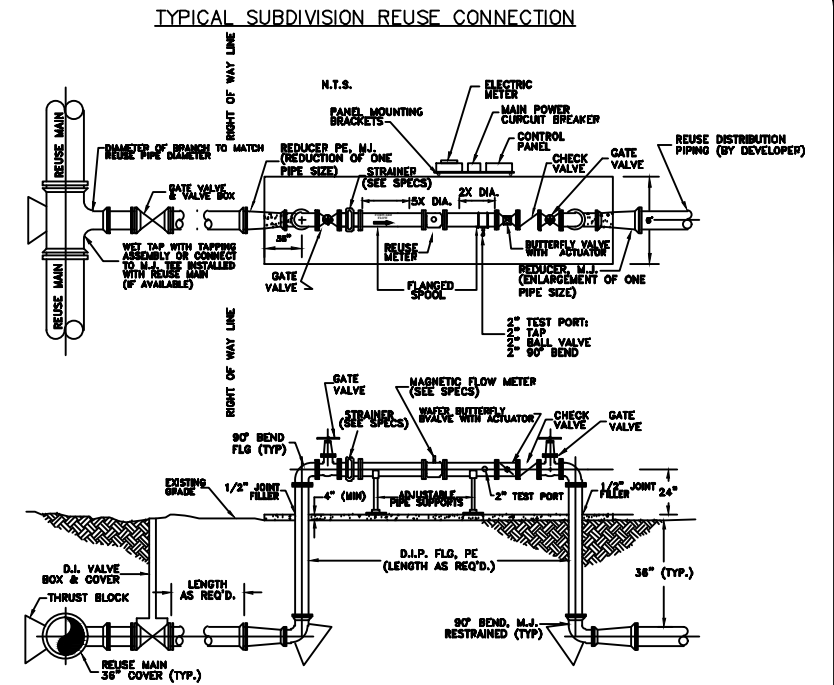 TYPICAL SUBDIVISION REUSE CONNECTION
N.T.S.
RIGHT OF WAY LINE
REUSE MAIN
ELECTRIC
METER
PANEL MOUNTING
BRACKETS
MAIN POWER
CURCUIT BREAKER
CONTROL
PANEL
DIAMETER OF BRANCH TO MATCH
REUSE PIPE DIAMETER
REDUCER PE, MJ.
(REDUCTION OF ONE
PIPE SIZE)
STRAINER
(SEE SPECS)
CHECK
VALVE
GATE
VALVE
REUSE DISTRIBUTION
PIPING (BY DEVELOPER)
GATE VALVE
& VALVE BOX
5X DIA.
2X DIA.
6'
36"
WET TAP WITH TAPPING
ASSEMBLY OR CONNECT
TO M.J. TEE INSTALLED
WITH REUSE MAIN
(IF AVAILABLE)
REUSE MAIN
GATE
VALVE
REUSE
METER
FLANGED
SPOOL
BUTTERFLY VALVE
WITH ACTUATOR
REDUCER, M.J.
(ENLARGEMENT OF ONE
PIPE SIZE)
2" TEST PORT:
2" TAP
2" BALL VALVE
2" 90° BEND
RIGHT OF WAY LINE
GATE
VALVE
MAGNETIC FLOW METER
(SEE SPECS)
STRAINER
(SEE SPECS)
WAFER BUTTERFLY
BVALVE WITH ACTUATOR
CHECK
VALVE
GATE
VALVE
90° BEND
FLG (TYP)
EXISTING
GRADE
1/2" JOINT
FILLER
4" (MIN)
ADJUSTABLE
PIPE SUPPORTS
2" TEST PORT
1/2" JOINT
FILLER
24"
D.I.P. FLG, PE
(LENGTH AS REQ'D.)
D.I. VALVE
BOX & COVER
LENGTH
AS REQ'D.
36" (TYP.)
THRUST BLOCK
90° BEND, M.J.
RESTRAINED (TYP)
REUSE MAIN
36" COVER (TYP.)